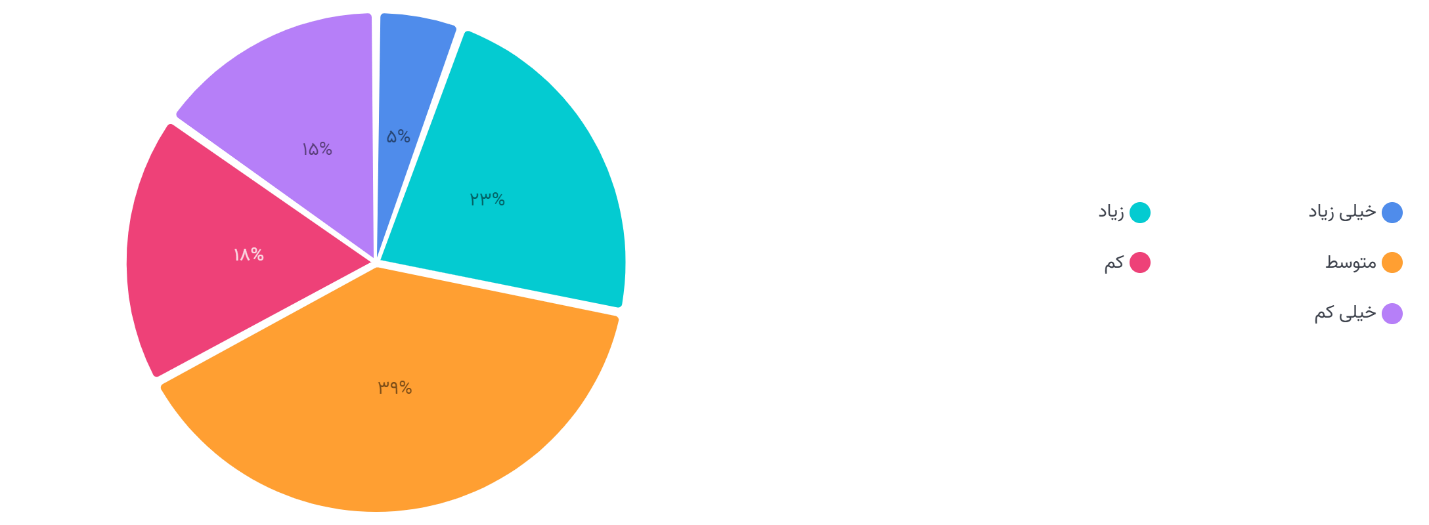 ۵%
۱۵%
۲۳%
۱۸%
۳۹%
خیلی زیاد
زیاد
متوسط
کم
خیلی کم